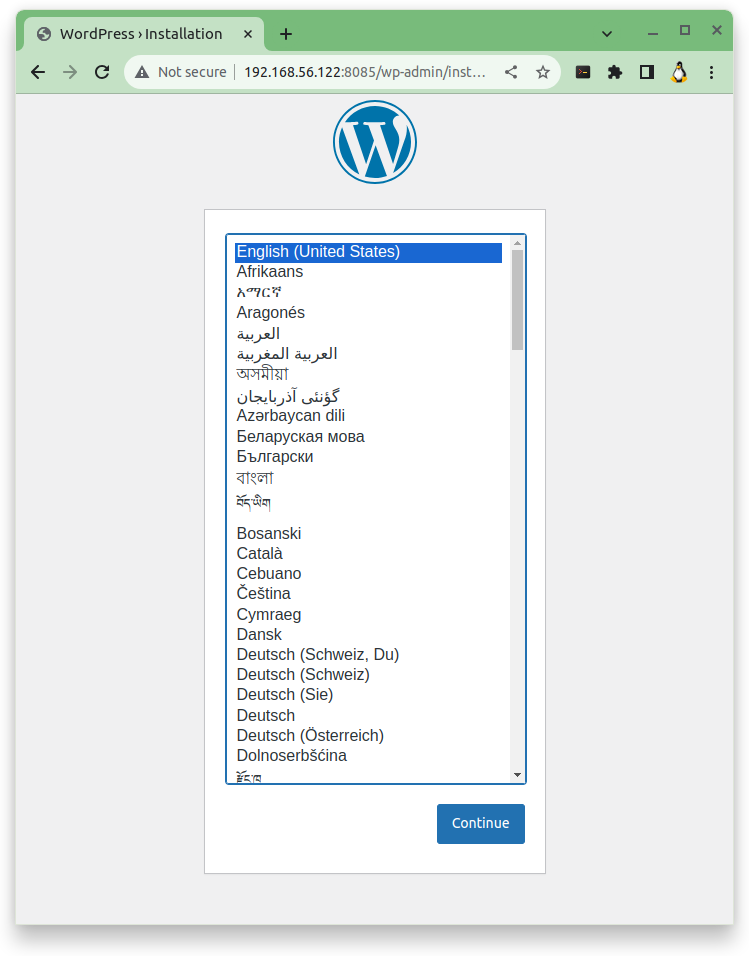 WordPress › Installation
Not secure
192.168.56.122:8085/wp-admin/inst…
English (United States)
Afrikaans
አማርኛ
Aragonés
العربية
العربية المغربية
অসমীয়া
گؤنئی آذربایجان
Azərbaycan dili
Беларуская мова
Български
বাংলা
བོད་ཡིག
Bosanski
Català
Cebuano
Čeština
Cymraeg
Dansk
Deutsch (Schweiz, Du)
Deutsch (Schweiz)
Deutsch (Sie)
Deutsch
Deutsch (Österreich)
Dolnoserbšćina
རྫོང་ཁ
Continue